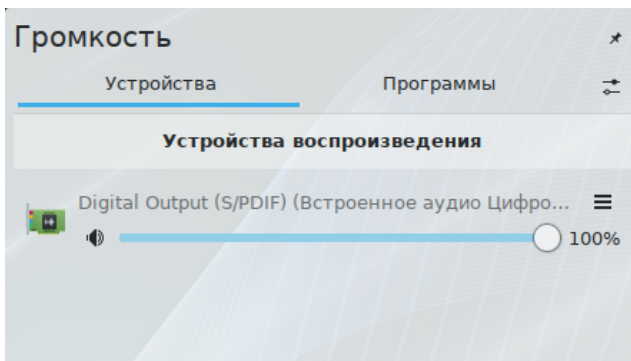 Громкость
Устройства Программы
Устройства воспроизведения
Digital Output (S/PDIF) (Встроенное аудио Цифро...
100%